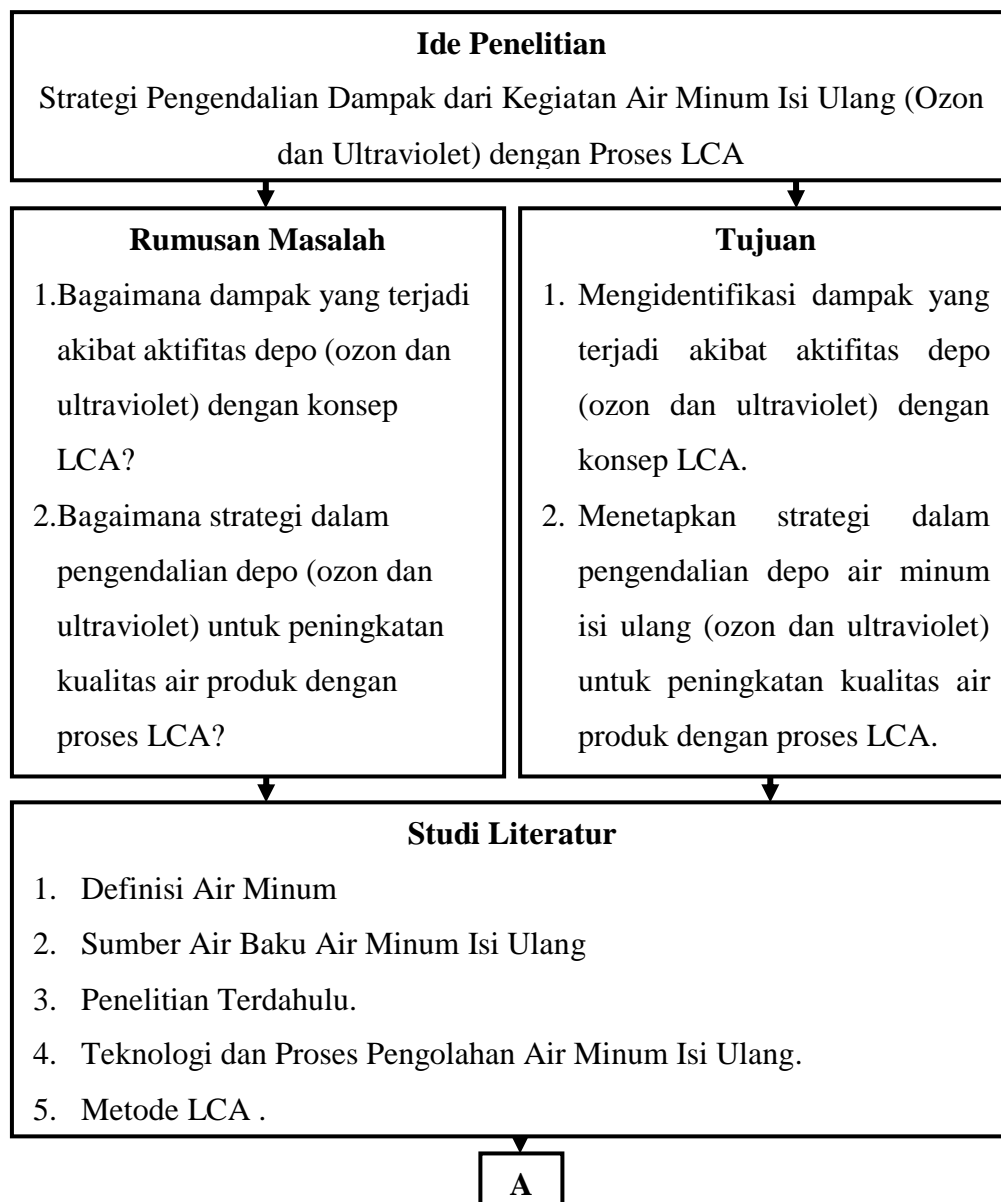 Ide Penelitian
Strategi Pengendalian Dampak dari Kegiatan Air Minum Isi Ulang (Ozon
dan Ultraviolet) dengan Proses LCA
Rumusan Masalah
1.Bagaimana dampak yang terjadi
akibat aktifitas depo (ozon dan
ultraviolet) dengan konsep
LCA?
2.Bagaimana strategi dalam
pengendalian depo (ozon dan
ultraviolet) untuk peningkatan
kualitas air produk dengan
proses LCA?
Tujuan
1. Mengidentifikasi dampak yang
terjadi akibat aktifitas depo
(ozon dan ultraviolet) dengan
konsep LCA.
2. Menetapkan strategi dalam
pengendalian depo air minum
isi ulang (ozon dan ultraviolet)
untuk peningkatan kualitas air
produk dengan proses LCA.
Studi Literatur
1. Definisi Air Minum
2. Sumber Air Baku Air Minum Isi Ulang
3. Penelitian Terdahulu.
4. Teknologi dan Proses Pengolahan Air Minum Isi Ulang.
5. Metode LCA .
A